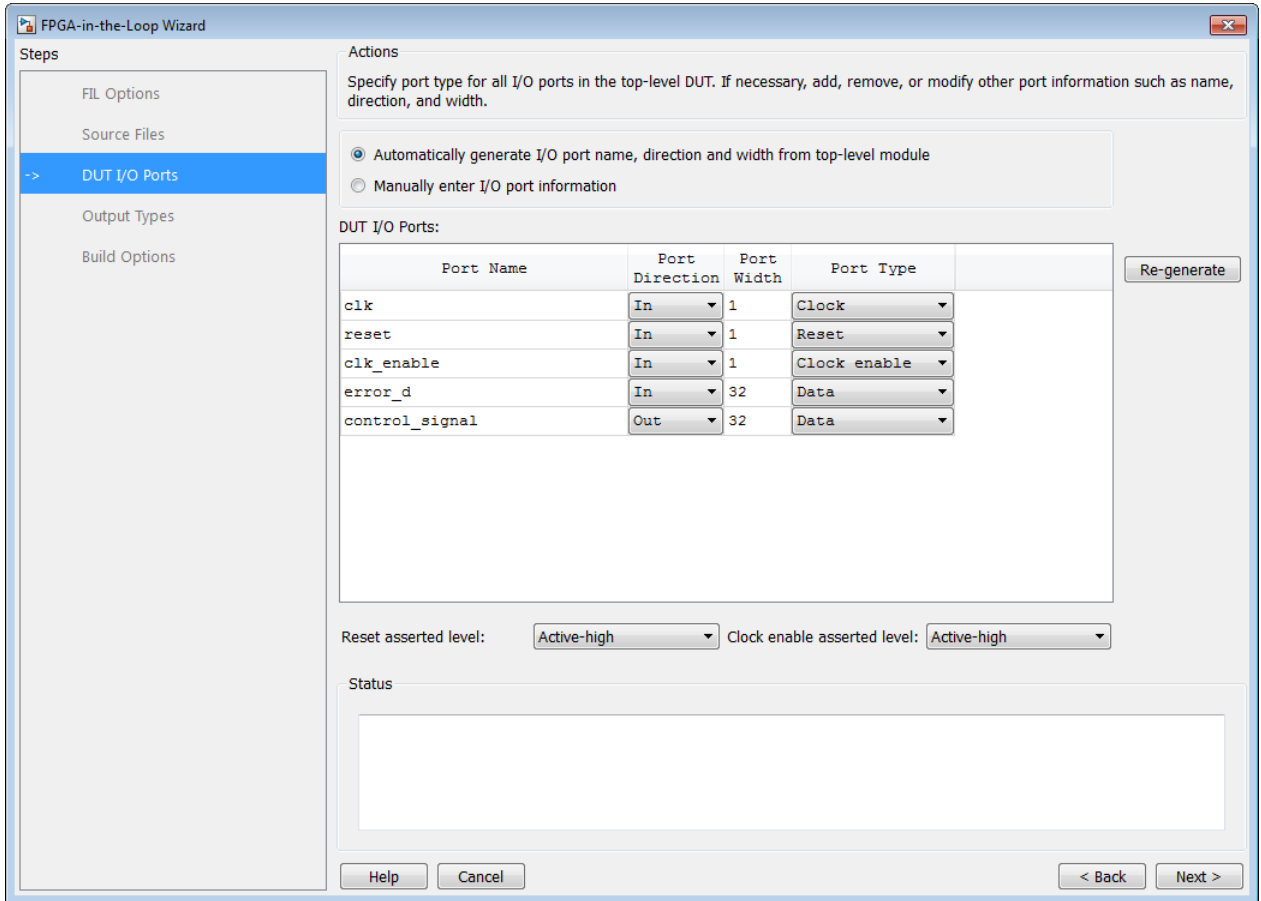 FPGA-in-the-Loop Wizard
Steps
FIL Options
Source Files
-> DUT I/O Ports
Output Types
Build Options
Actions
Specify port type for all I/O ports in the top-level DUT. If necessary, add, remove, or modify other port information such as name,
direction, and width.
Automatically generate I/O port name, direction and width from top-level module
Manually enter I/O port information
DUT I/O Ports:
Port Name Port Direction Port Width Port Type
clk In 1 Clock
reset In 1 Reset
clk_enable In 1 Clock enable
error_d In 32 Data
control_signal Out 32 Data
Re-generate
Reset asserted level: Active-high Clock enable asserted level: Active-high
Status
Help Cancel < Back Next >